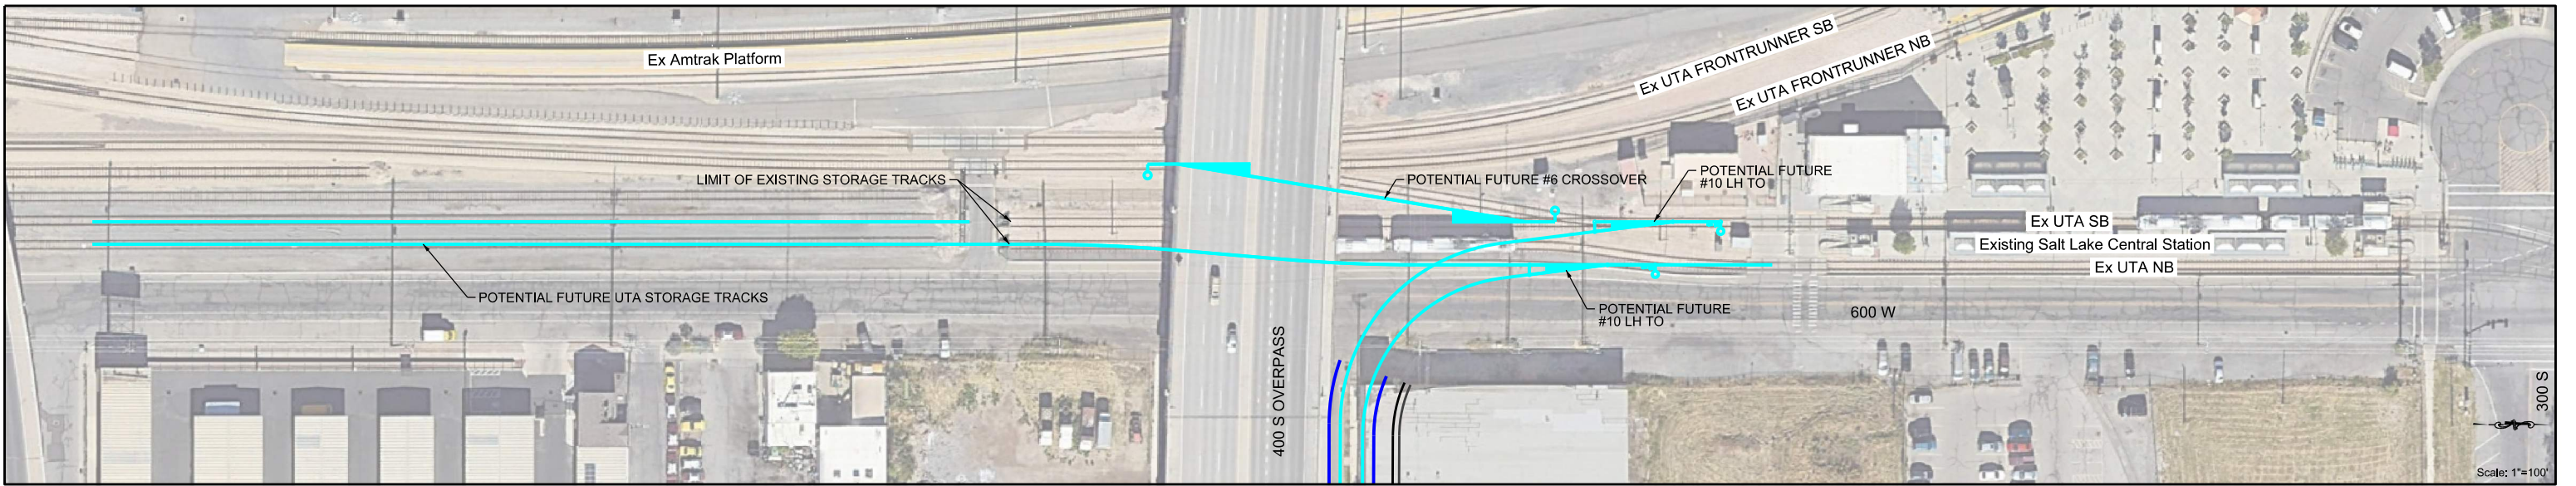 Ex Amtrak Platform
Ex UTA FRONTRUNNER SB
Ex UTA FRONTRUNNER NB
LIMIT OF EXISTING STORAGE TRACKS
POTENTIAL FUTURE #6 CROSSOVER
POTENTIAL FUTURE
#10 LH TO
Ex UTA SB
Existing Salt Lake Central Station
Ex UTA NB
POTENTIAL FUTURE UTA STORAGE TRACKS
POTENTIAL FUTURE
#10 LH TO
600 W
400 S OVERPASS
300 S
Scale: 1"=100'